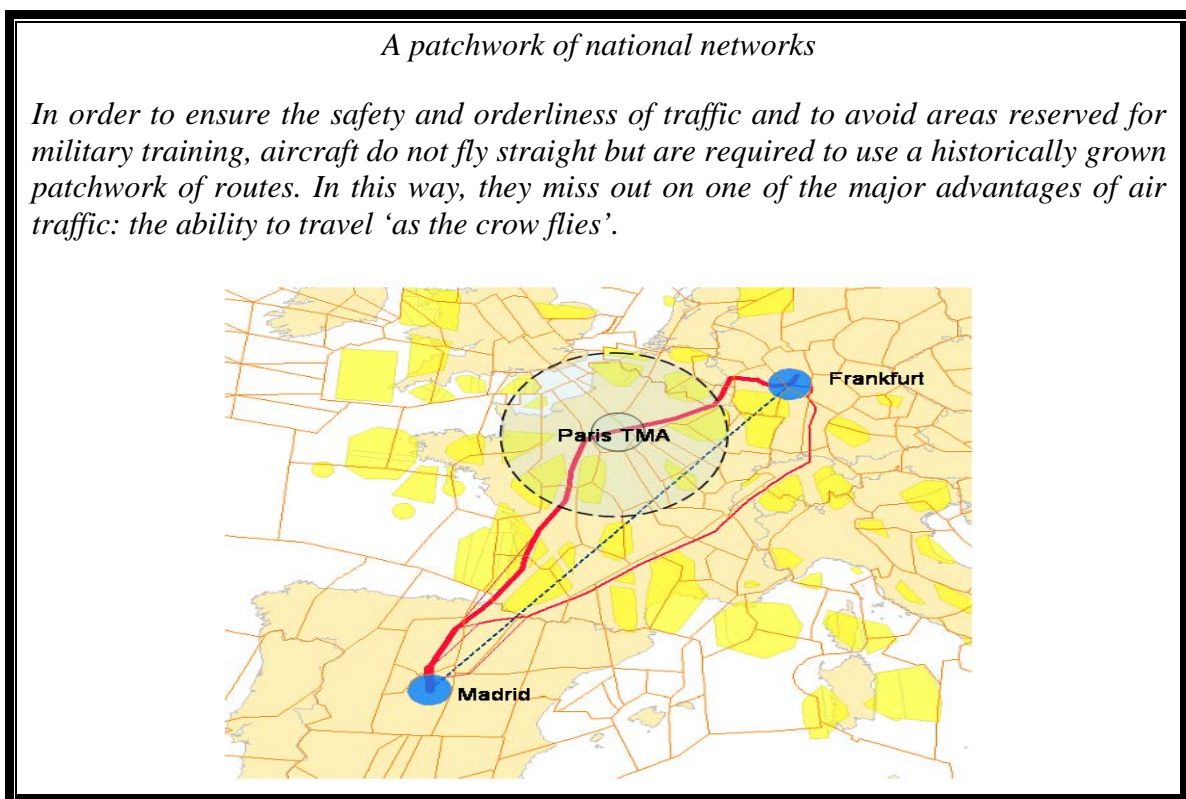 A patchwork of national networks
In order to ensure the safety and orderliness of traffic and to avoid areas reserved for
military training, aircraft do not fly straight but are required to use a historically grown
patchwork of routes. In this way, they miss out on one of the major advantages of air
traffic: the ability to travel ‘as the crow flies’.
Frankfurt
Paris TMA
Madrid